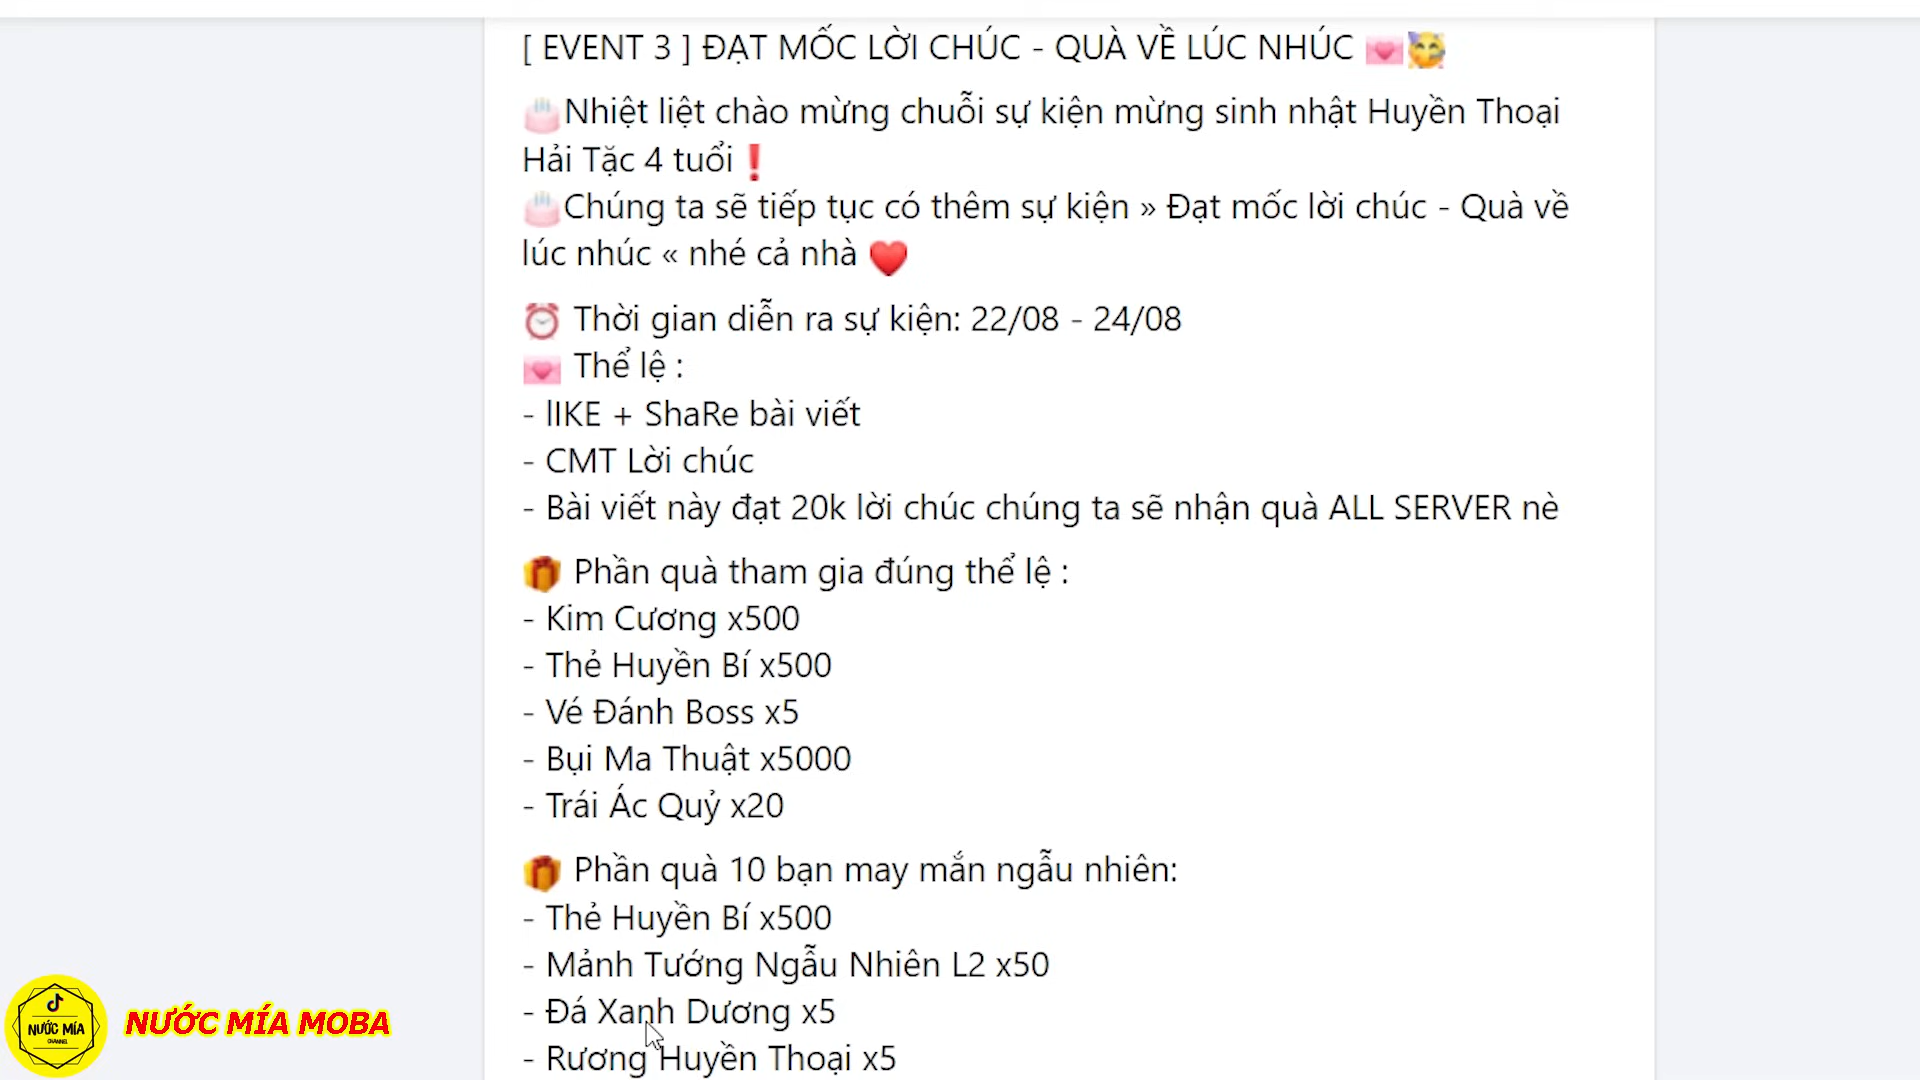 [ EVENT 3 ] ĐẠT MỐC LỜI CHÚC - QUÀ VỀ LÚC NHÚC 💌🥳
🎂Nhiệt liệt chào mừng chuỗi sự kiện mừng sinh nhật Huyền Thoại
Hải Tặc 4 tuổi❗
🎂Chúng ta sẽ tiếp tục có thêm sự kiện » Đạt mốc lời chúc - Quà về
lúc nhúc « nhé cả nhà ❤️
⏰ Thời gian diễn ra sự kiện: 22/08 - 24/08
💌 Thể lệ :
- lIKE + ShaRe bài viết
- CMT Lời chúc
- Bài viết này đạt 20k lời chúc chúng ta sẽ nhận quà ALL SERVER nè
🎁 Phần quà tham gia đúng thể lệ :
- Kim Cương x500
- Thẻ Huyền Bí x500
- Vé Đánh Boss x5
- Bụi Ma Thuật x5000
- Trái Ác Quỷ x20
🎁 Phần quà 10 bạn may mắn ngẫu nhiên:
- Thẻ Huyền Bí x500
- Mảnh Tướng Ngẫu Nhiên L2 x50
- Đá Xanh Dương x5
- Rương Huyền Thoại x5
NƯỚC MÍA
CHANNEL
NƯỚC MÍA MOBA